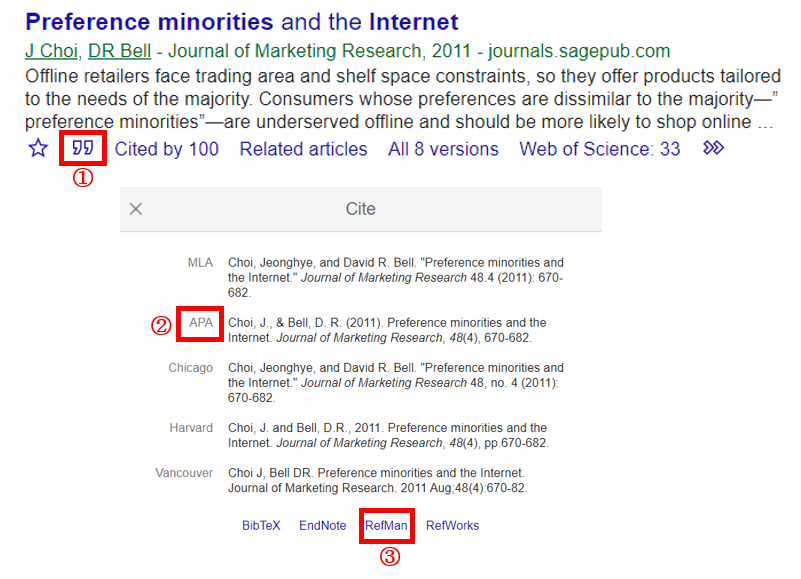 Preference minorities and the Internet
J Choi, DR Bell - Journal of Marketing Research, 2011 - journals.sagepub.com
Offline retailers face trading area and shelf space constraints, so they offer products tailored
to the needs of the majority. Consumers whose preferences are dissimilar to the majority—”
preference minorities”—are underserved offline and should be more likely to shop online …
Cited by 100 Related articles All 8 versions Web of Science: 33
①
Cite
MLA Choi, Jeonghye, and David R. Bell. "Preference minorities and
the Internet." Journal of Marketing Research 48.4 (2011): 670-
682.
② APA Choi, J., & Bell, D. R. (2011). Preference minorities and the
Internet. Journal of Marketing Research, 48(4), 670-682.
Chicago Choi, Jeonghye, and David R. Bell. "Preference minorities and
the Internet." Journal of Marketing Research 48, no. 4 (2011):
670-682.
Harvard Choi, J. and Bell, D.R., 2011. Preference minorities and the
Internet. Journal of Marketing Research, 48(4), pp.670-682.
Vancouver Choi J, Bell DR. Preference minorities and the Internet.
Journal of Marketing Research. 2011 Aug;48(4):670-82.
BibTeX EndNote RefMan RefWorks
③